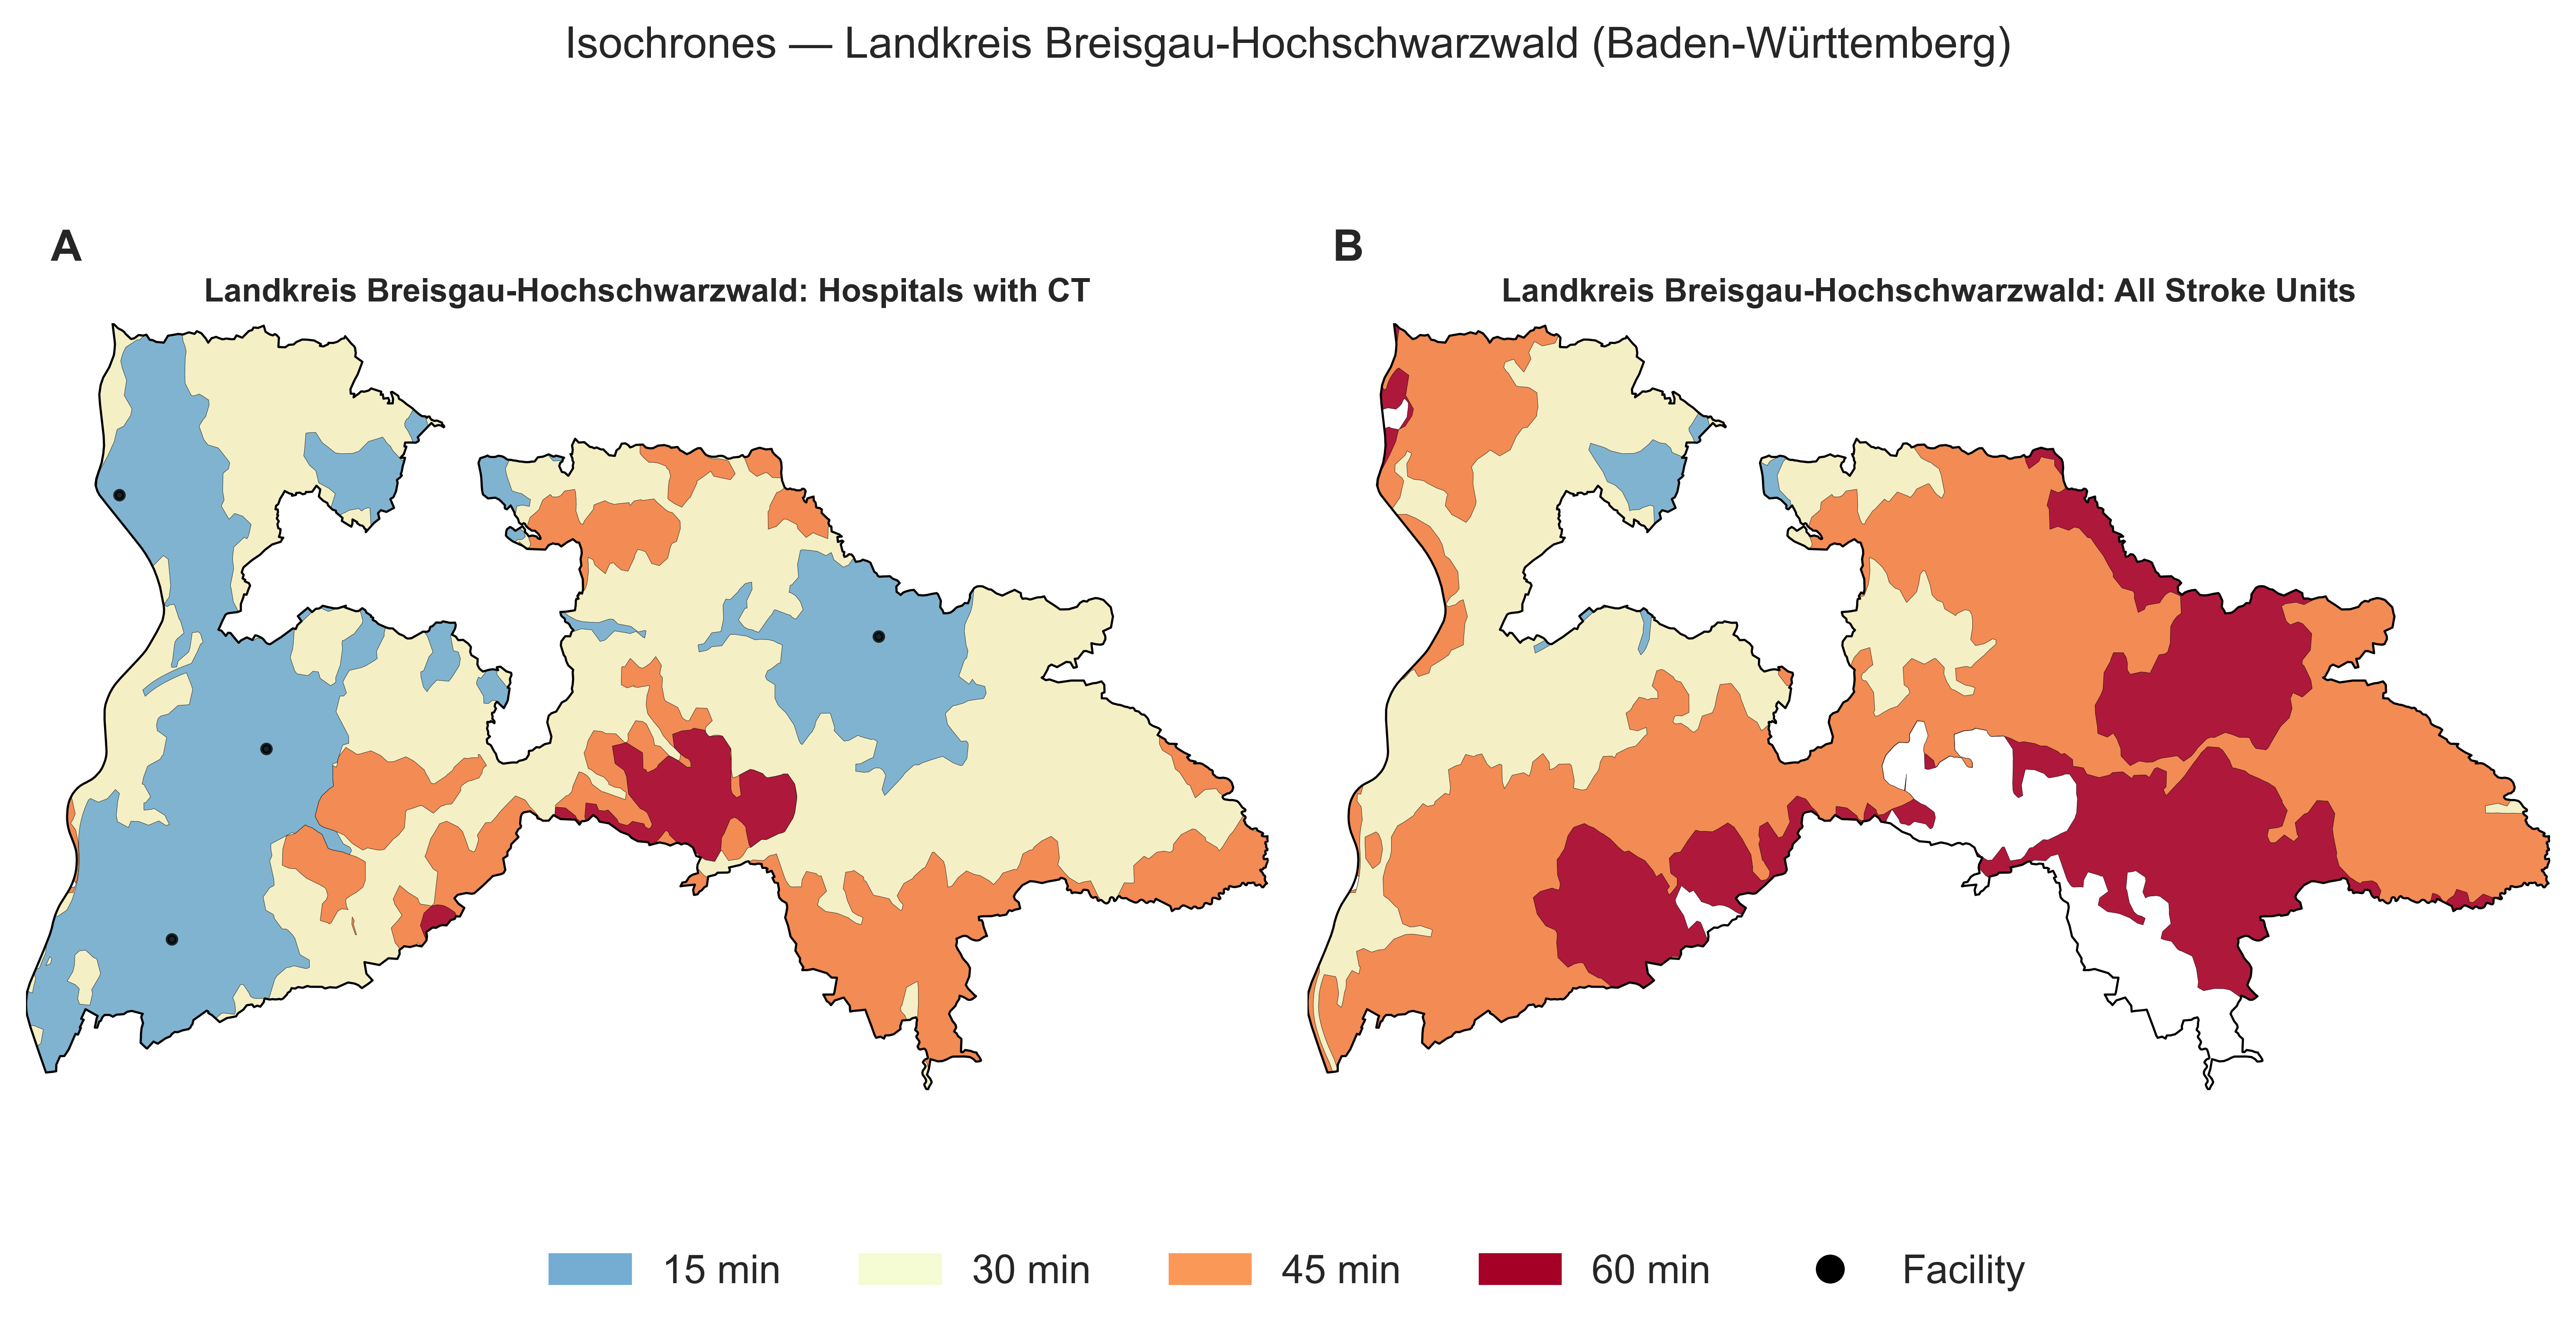 Isochrones — Landkreis Breisgau-Hochschwarzwald (Baden-Württemberg)
A
Landkreis Breisgau-Hochschwarzwald: Hospitals with CT
B
Landkreis Breisgau-Hochschwarzwald: All Stroke Units
15 min
30 min
45 min
60 min
Facility